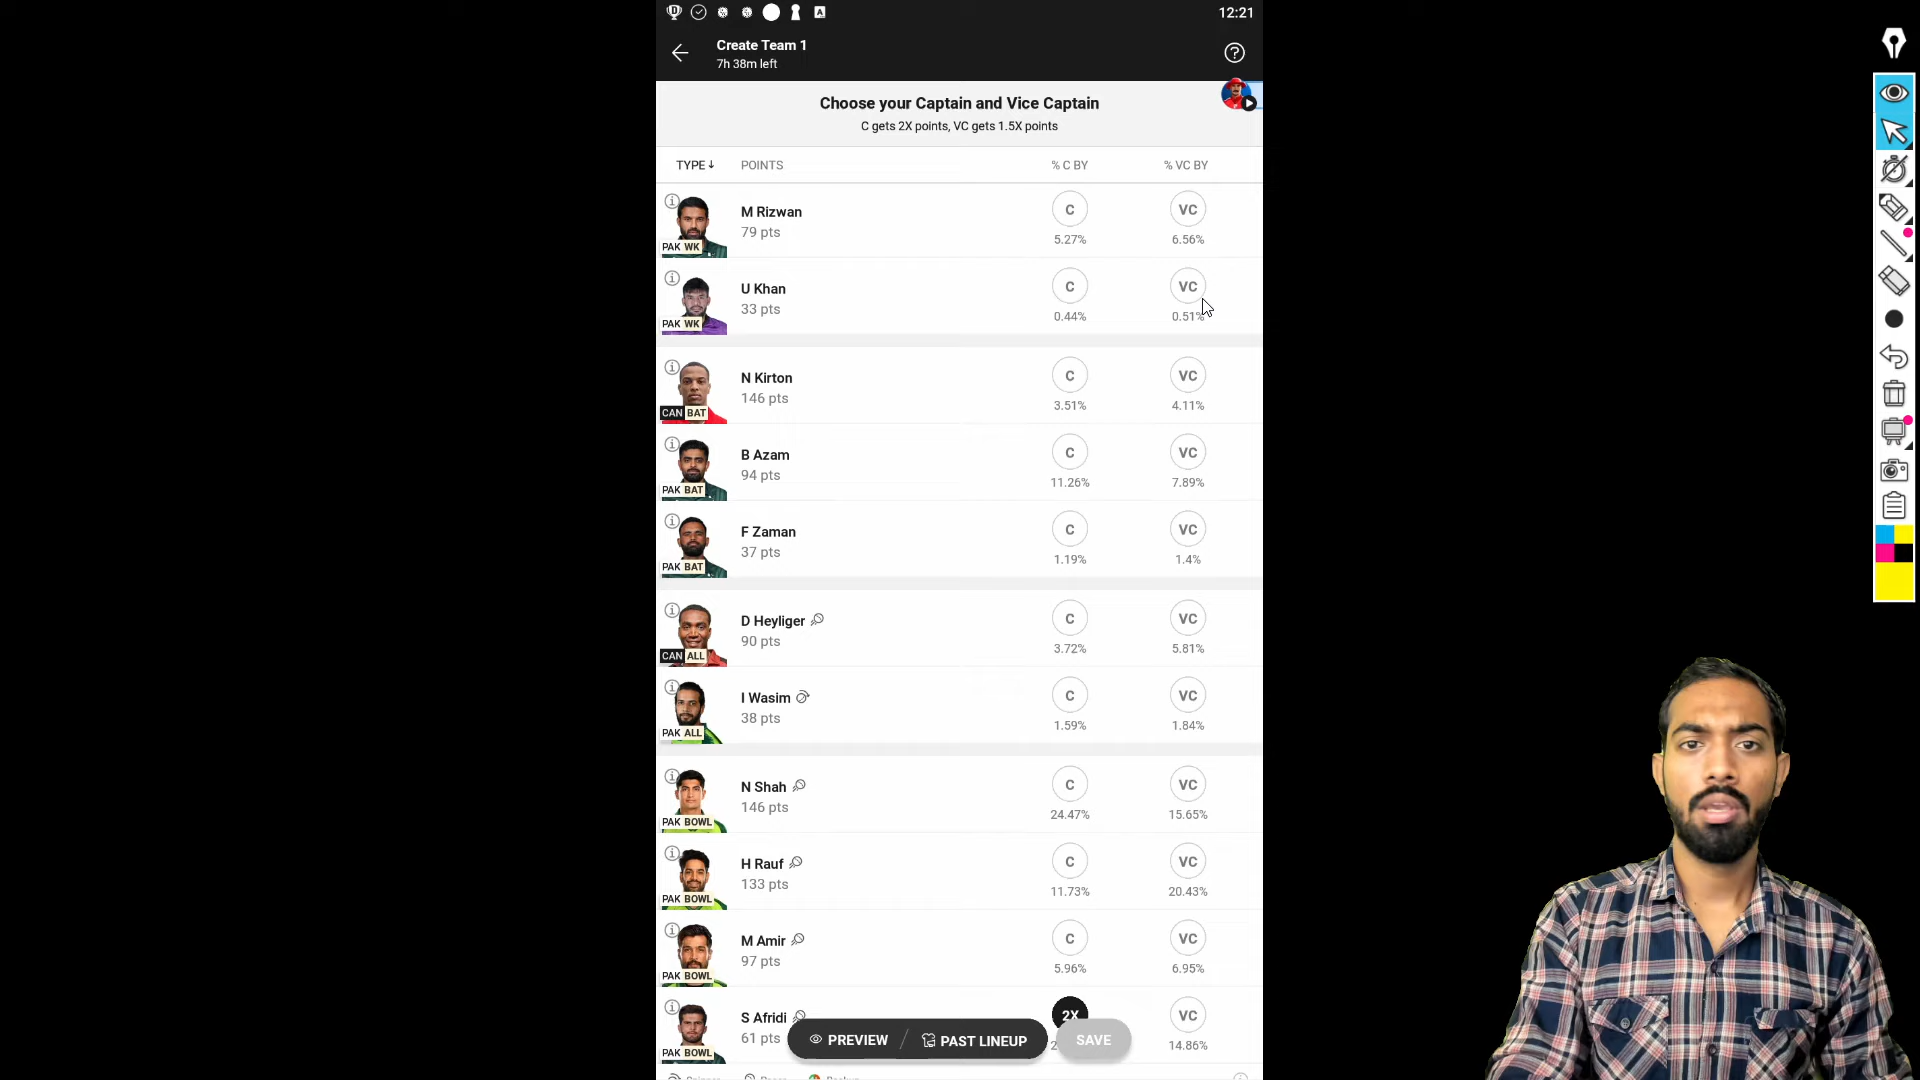 12:21
Create Team 1
7h 38m left
Choose your Captain and Vice Captain
C gets 2X points, VC gets 1.5X points
TYPE↓ POINTS % C BY % VC BY
M Rizwan
79 pts
PAK WK
C VC
5.27% 6.56%
U Khan
33 pts
PAK WK
C VC
0.44% 0.51%
N Kirton
146 pts
CAN BAT
C VC
3.51% 4.11%
B Azam
94 pts
PAK BAT
C VC
11.26% 7.89%
F Zaman
37 pts
PAK BAT
C VC
1.19% 1.4%
D Heyliger
90 pts
CAN ALL
C VC
3.72% 5.81%
I Wasim
38 pts
PAK ALL
C VC
1.59% 1.84%
N Shah
146 pts
PAK BOWL
C VC
24.47% 15.65%
H Rauf
133 pts
PAK BOWL
C VC
11.73% 20.43%
M Amir
97 pts
PAK BOWL
C VC
5.96% 6.95%
S Afridi
61 pts
PAK BOWL
2X VC
14.86%
PREVIEW / PAST LINEUP SAVE